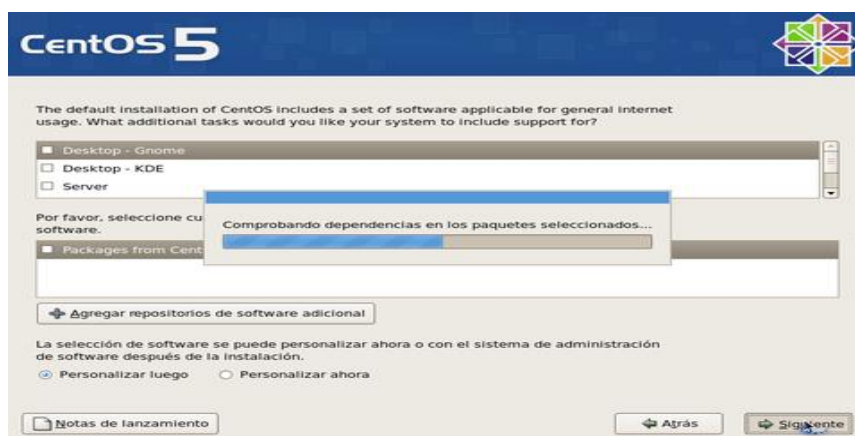 CentOS 5
The default installation of CentOS includes a set of software applicable for general internet
usage. What additional tasks would you like your system to include support for?
Desktop - Gnome
Desktop - KDE
Server
Por favor, seleccione cu
software.
Comprobando dependencias en los paquetes seleccionados...
Packages from Cent
Agregar repositorios de software adicional
La selección de software se puede personalizar ahora o con el sistema de administración
de software después de la instalación.
Personalizar luego Personalizar ahora
Notas de lanzamiento Atrás Siguiente